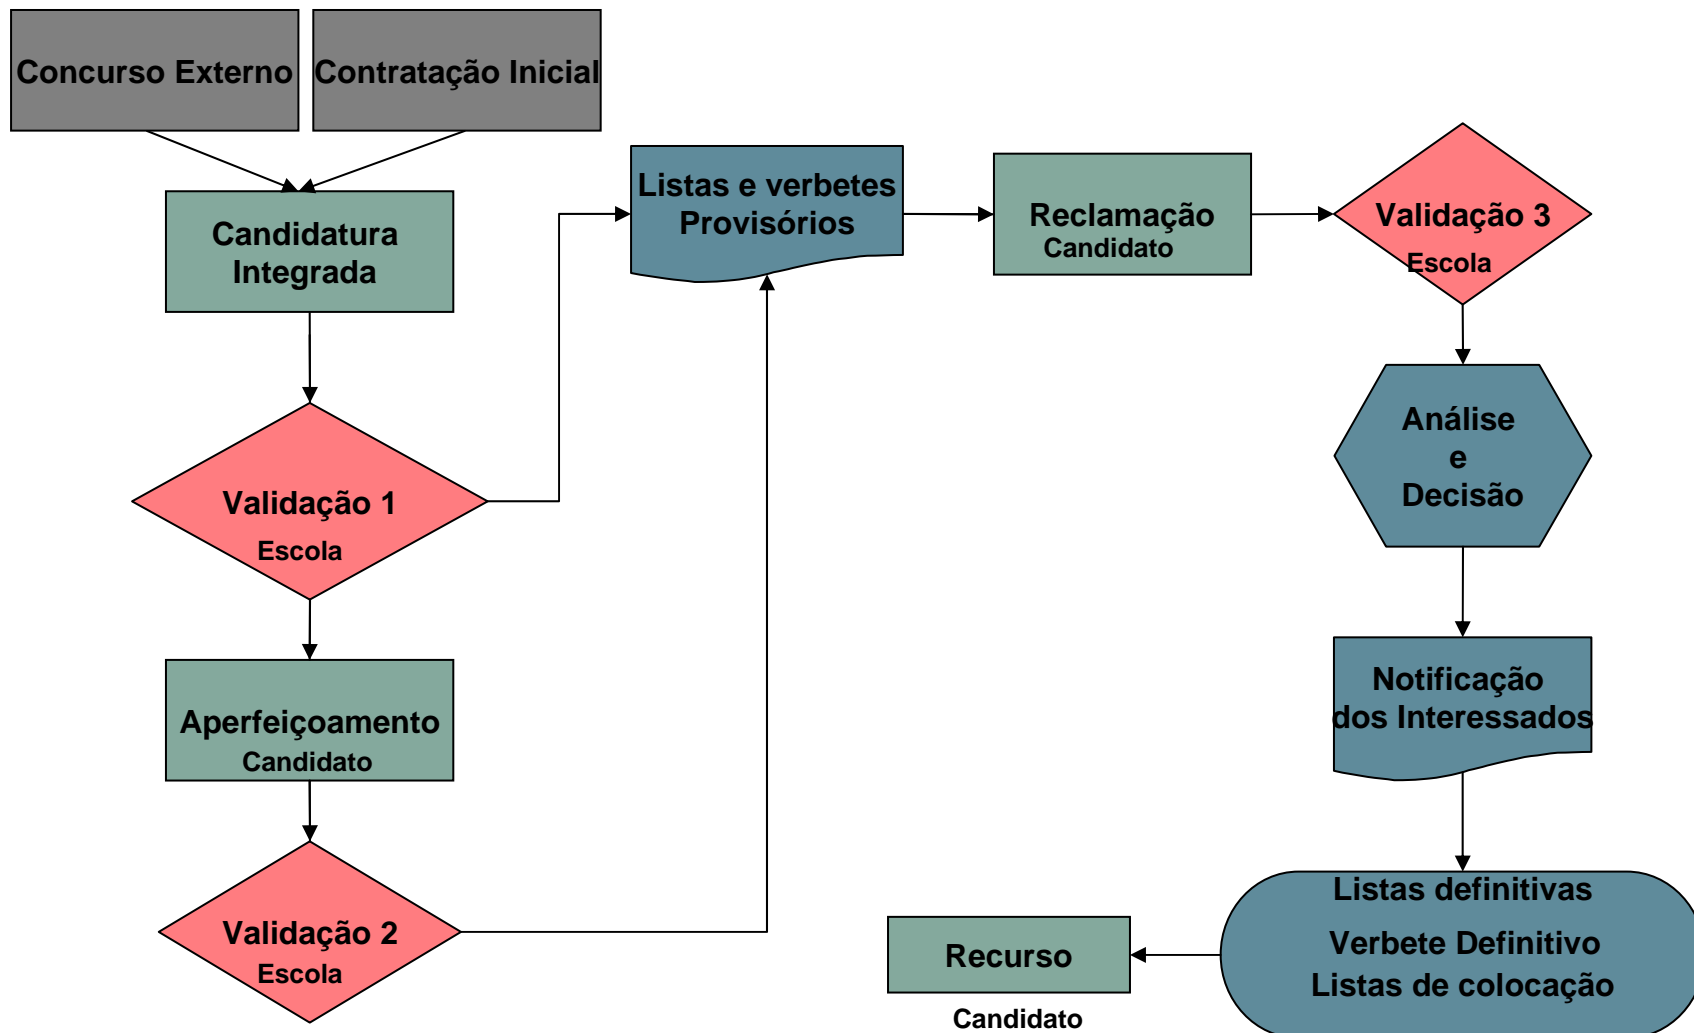 Concurso Externo
Contratação Inicial
Candidatura
Integrada
Validação 1
Escola
Aperfeiçoamento
Candidato
Validação 2
Escola
Listas e verbetes
Provisórios
Reclamação
Candidato
Validação 3
Escola
Análise
e
Decisão
Notificação
dos Interessados
Listas definitivas
Verbete Definitivo
Listas de colocação
Recurso
Candidato